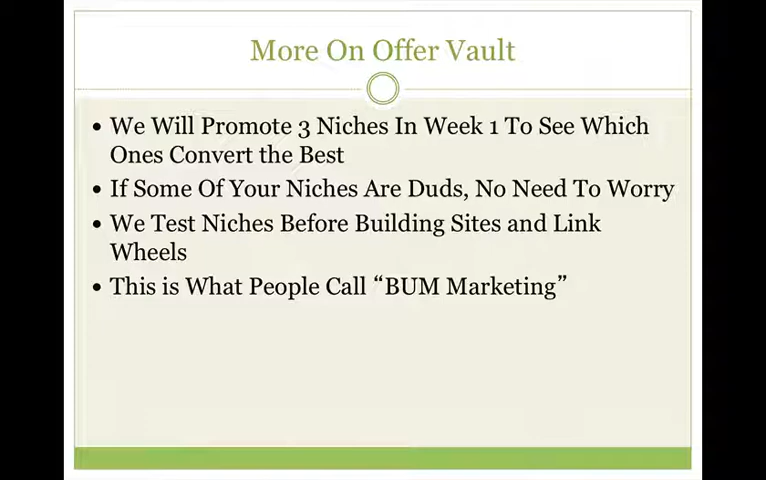 More On Offer Vault
• We Will Promote 3 Niches In Week 1 To See Which
Ones Convert the Best
• If Some Of Your Niches Are Duds, No Need To Worry
• We Test Niches Before Building Sites and Link
Wheels
• This is What People Call “BUM Marketing”